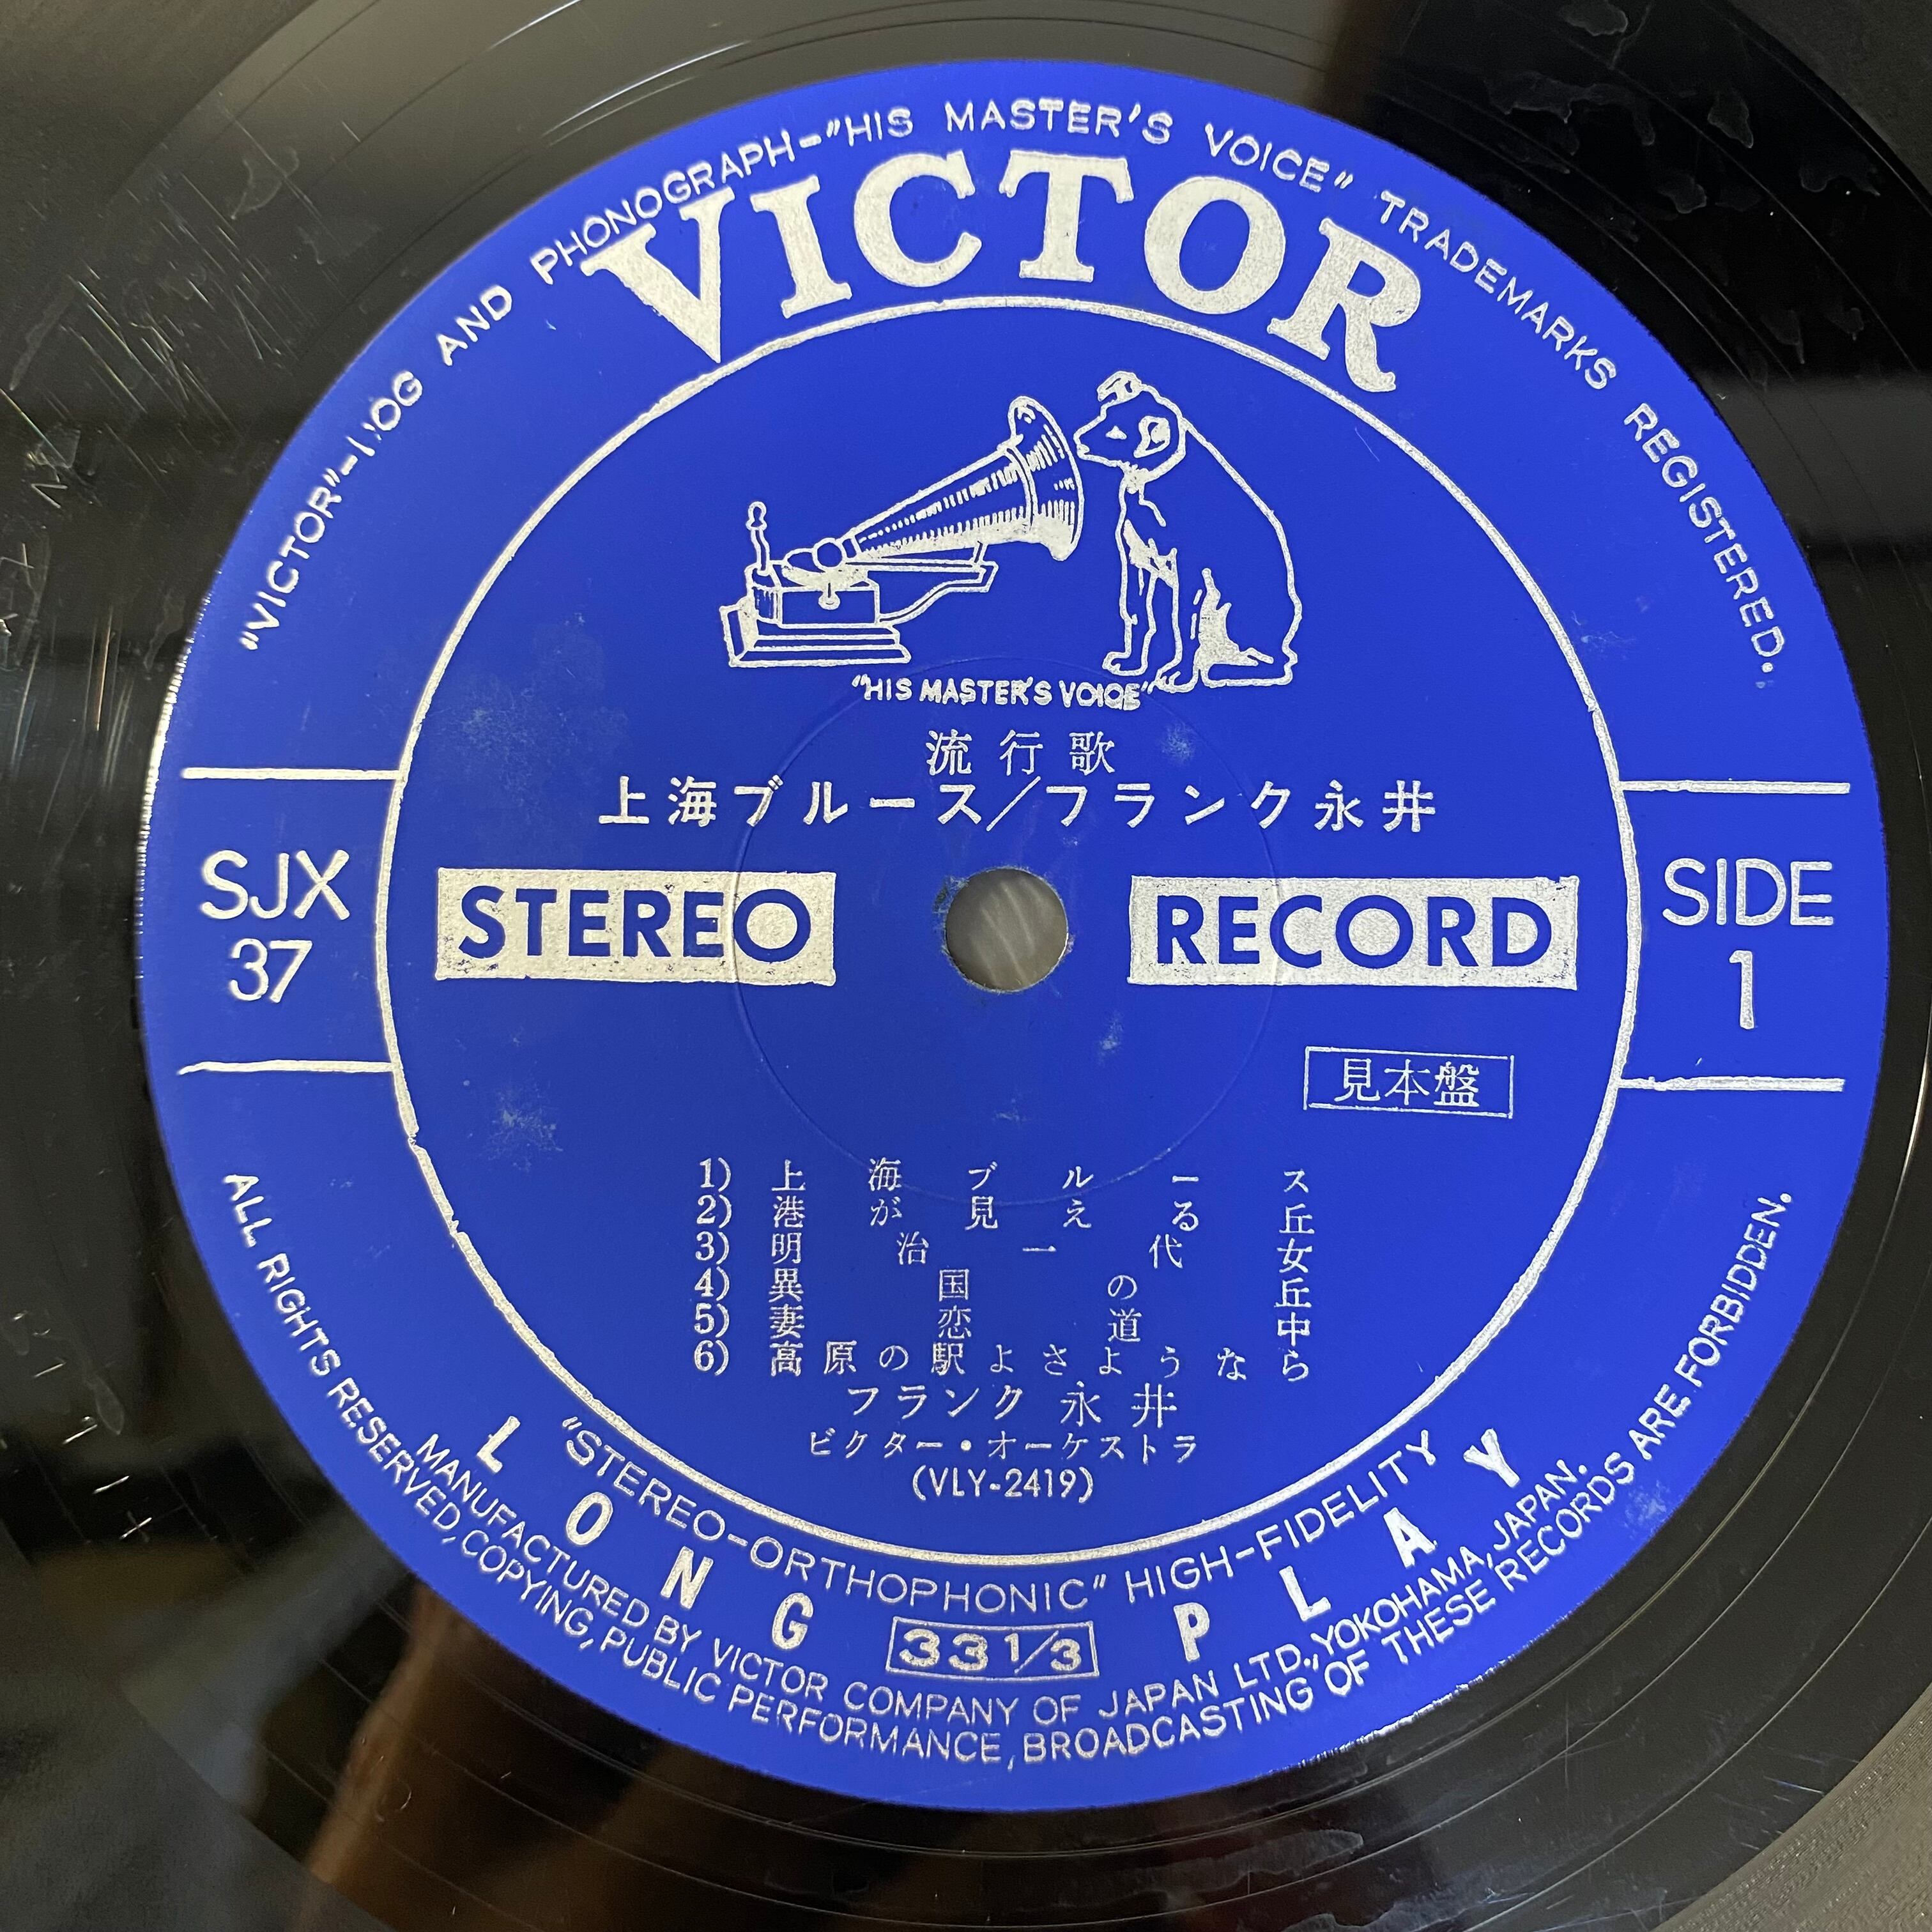 "VICTOR"-DOG AND PHONOGRAPH-"HIS MASTER'S VOICE" TRADEMARKS REGISTERED.
VICTOR
"HIS MASTER'S VOICE"
流行歌
上海ブルース/フランク永井
SJX
37
STEREO RECORD
SIDE
1
見本盤
1) 上海ブルース
2) 港が見える丘
3) 明治一代女
4) 異国の丘
5) 妻恋道中
6) 高原の駅よさようなら
フランク 永井
ビクター・オーケストラ
(VLY-2419)
"STEREO-ORTHOPHONIC" HIGH-FIDELITY
LONG 33 1/3 PLAY
MANUFACTURED BY VICTOR COMPANY OF JAPAN LTD., YOKOHAMA, JAPAN.
ALL RIGHTS RESERVED, COPYING, PUBLIC PERFORMANCE, BROADCASTING OF THESE RECORDS ARE FORBIDDEN.